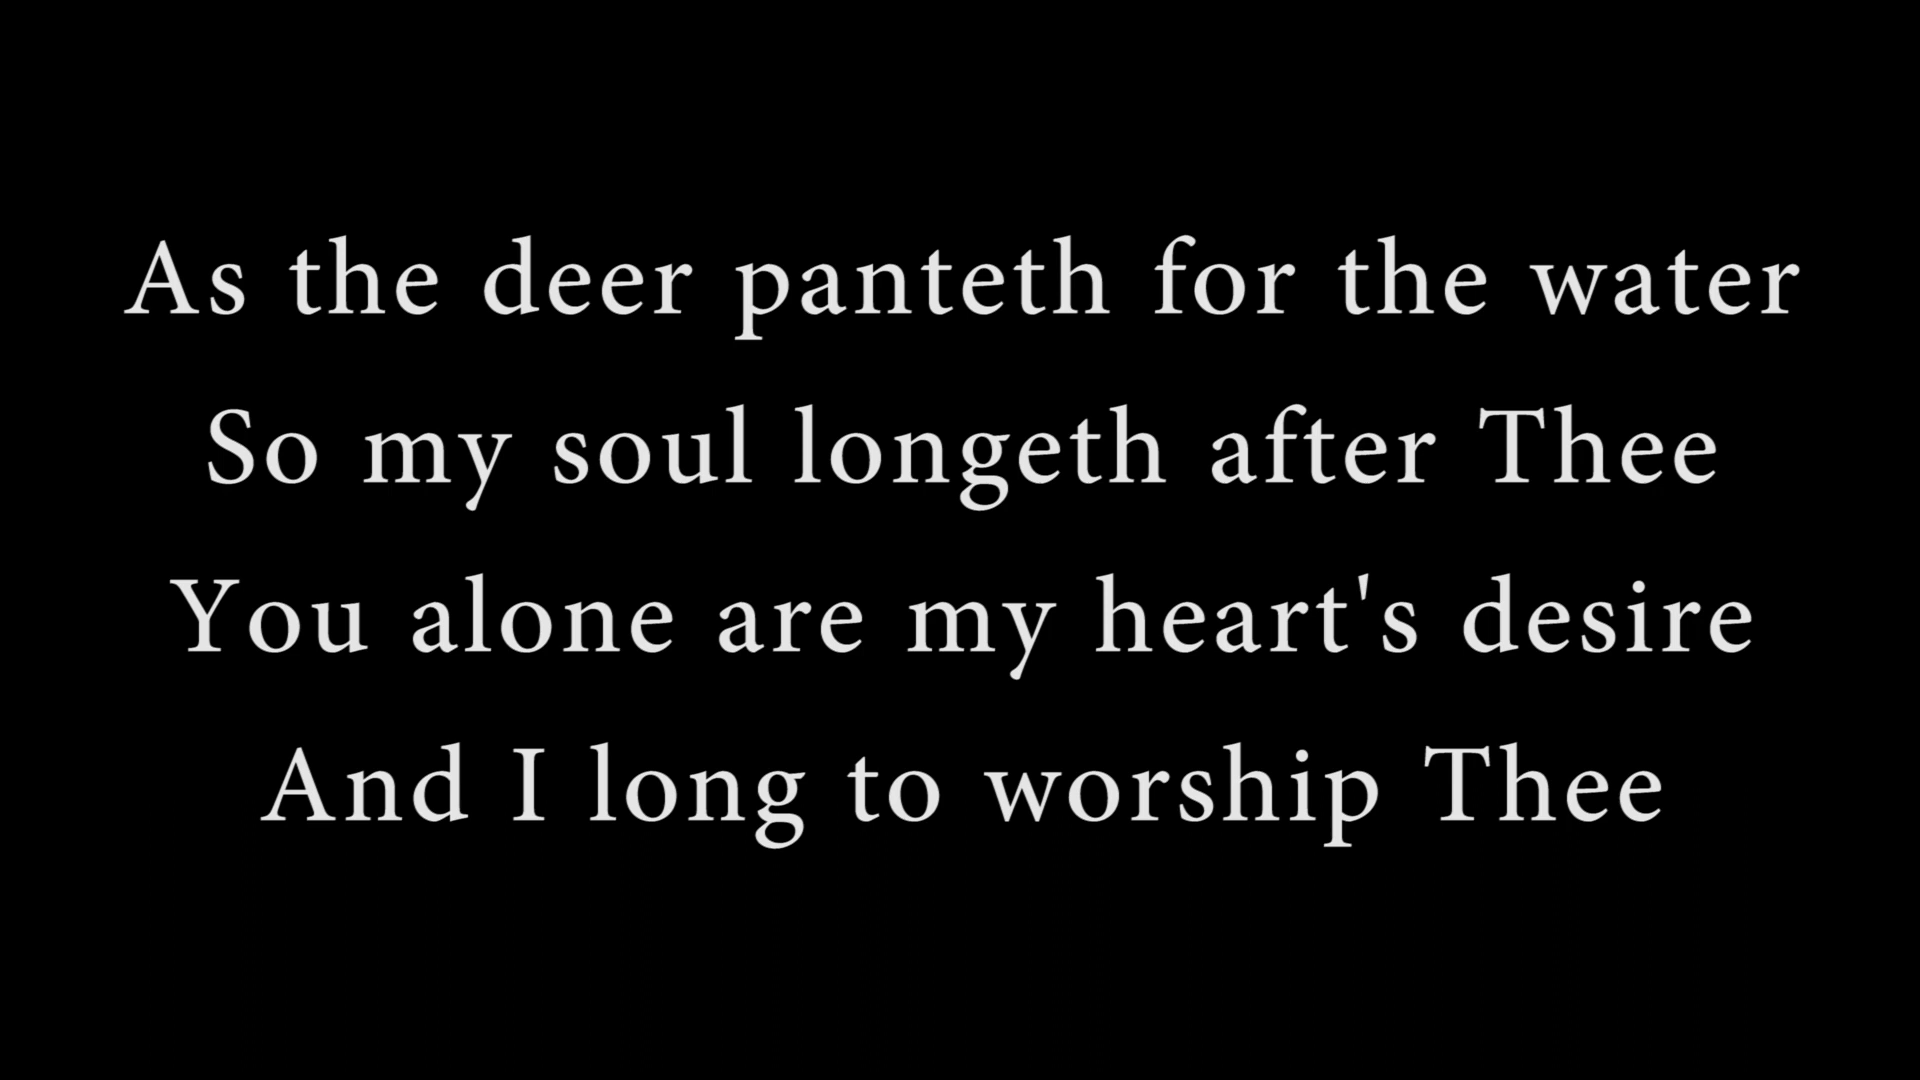 As the deer panteth for the water
So my soul longeth after Thee
You alone are my heart's desire
And I long to worship Thee